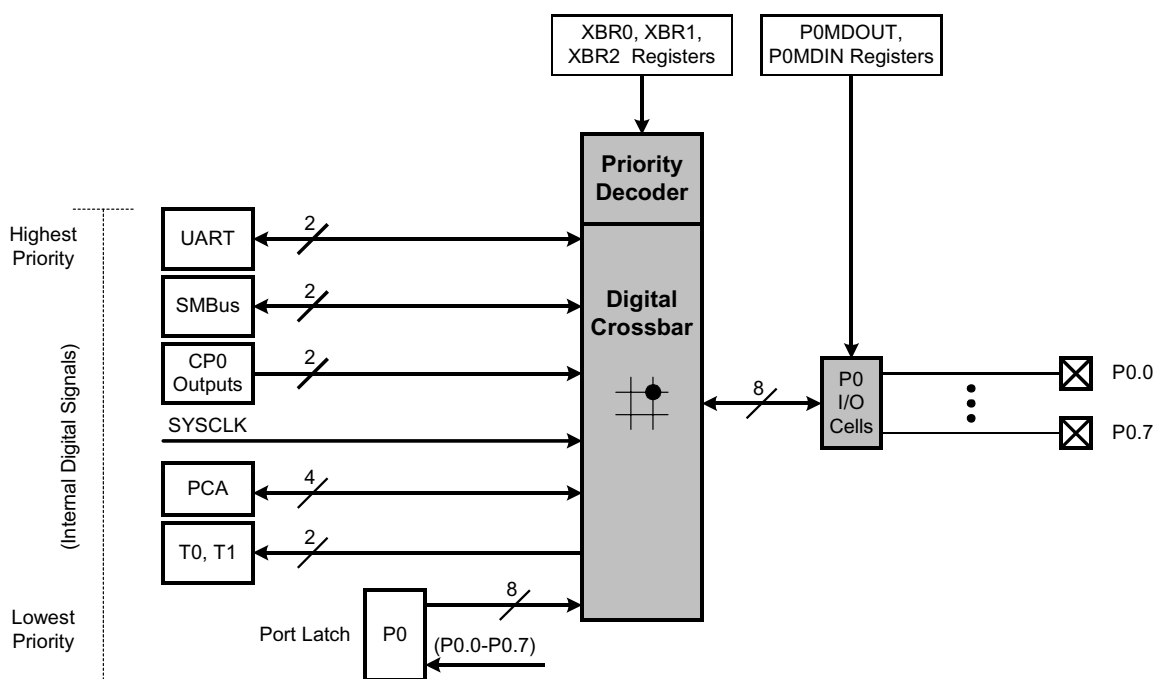 XBR0, XBR1,
XBR2 Registers
P0MDOUT,
P0MDIN Registers
Priority
Decoder
Highest
Priority
UART
2
SMBus
2
Digital
Crossbar
CP0
Outputs
2
(Internal Digital Signals)
SYSCLK
8
P0
I/O
Cells
P0.0
P0.7
PCA
4
T0, T1
2
Lowest
Priority
Port Latch
P0
8
(P0.0-P0.7)